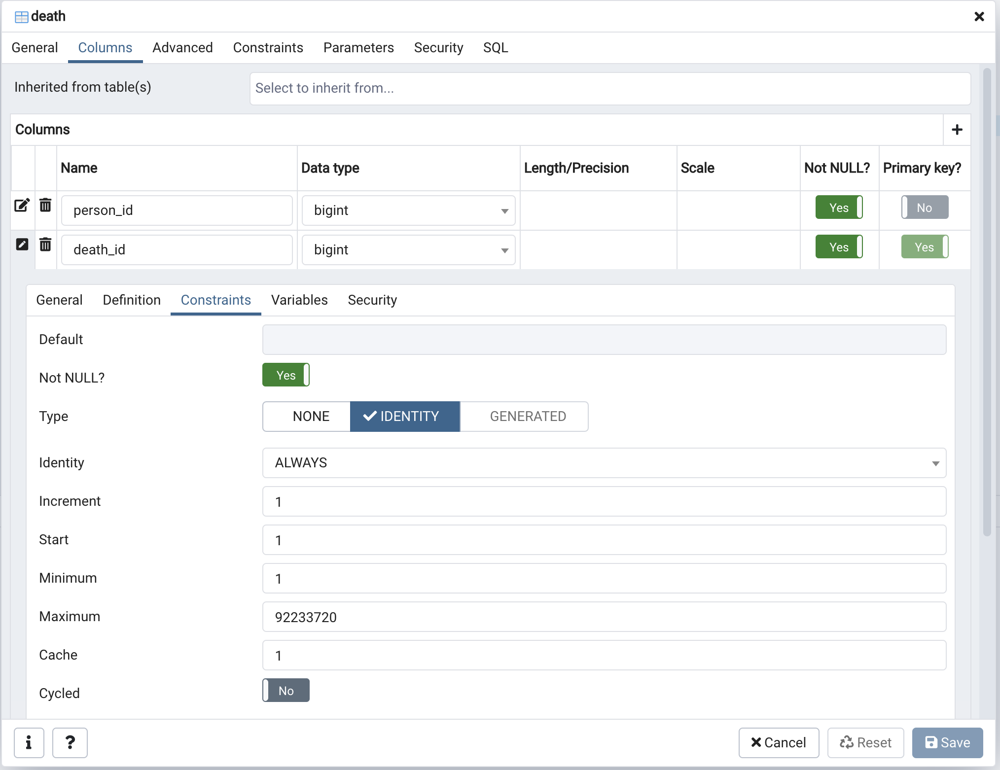 death
General Columns Advanced Constraints Parameters Security SQL
Inherited from table(s) Select to inherit from...
Columns
Name Data type Length/Precision Scale Not NULL? Primary key?
person_id bigint Yes No
death_id bigint Yes Yes
General Definition Constraints Variables Security
Default
Not NULL? Yes
Type NONE IDENTITY GENERATED
Identity ALWAYS
Increment 1
Start 1
Minimum 1
Maximum 92233720
Cache 1
Cycled No
i ? Cancel Reset Save